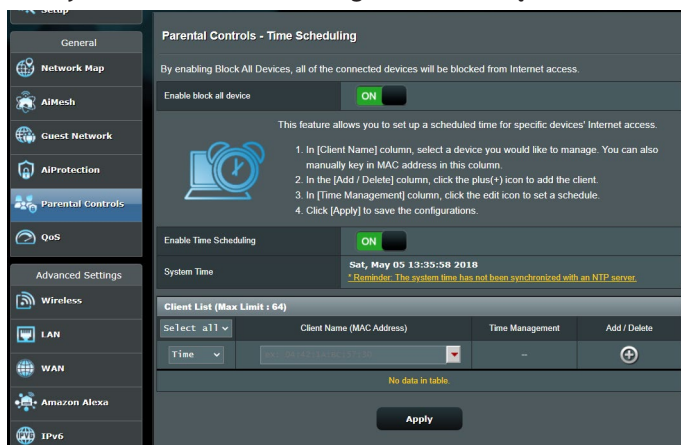 Setup
General
Network Map
AiMesh
Guest Network
AiProtection
Parental Controls
QoS
Advanced Settings
Wireless
LAN
WAN
Amazon Alexa
IPv6
Parental Controls - Time Scheduling
By enabling Block All Devices, all of the connected devices will be blocked from Internet access.
Enable block all device
ON
This feature allows you to set up a scheduled time for specific devices' Internet access.
1. In [Client Name] column, select a device you would like to manage. You can also
manually key in MAC address in this column.
2. In the [Add / Delete] column, click the plus(+) icon to add the client.
3. In [Time Management] column, click the edit icon to set a schedule.
4. Click [Apply] to save the configurations.
Enable Time Scheduling
ON
System Time
Sat, May 05 13:35:58 2018
* Reminder: The system time has not been synchronized with an NTP server.
Client List (Max Limit : 64)
Select all
Client Name (MAC Address)
Time Management
Add / Delete
Time
–
No data in table.
Apply